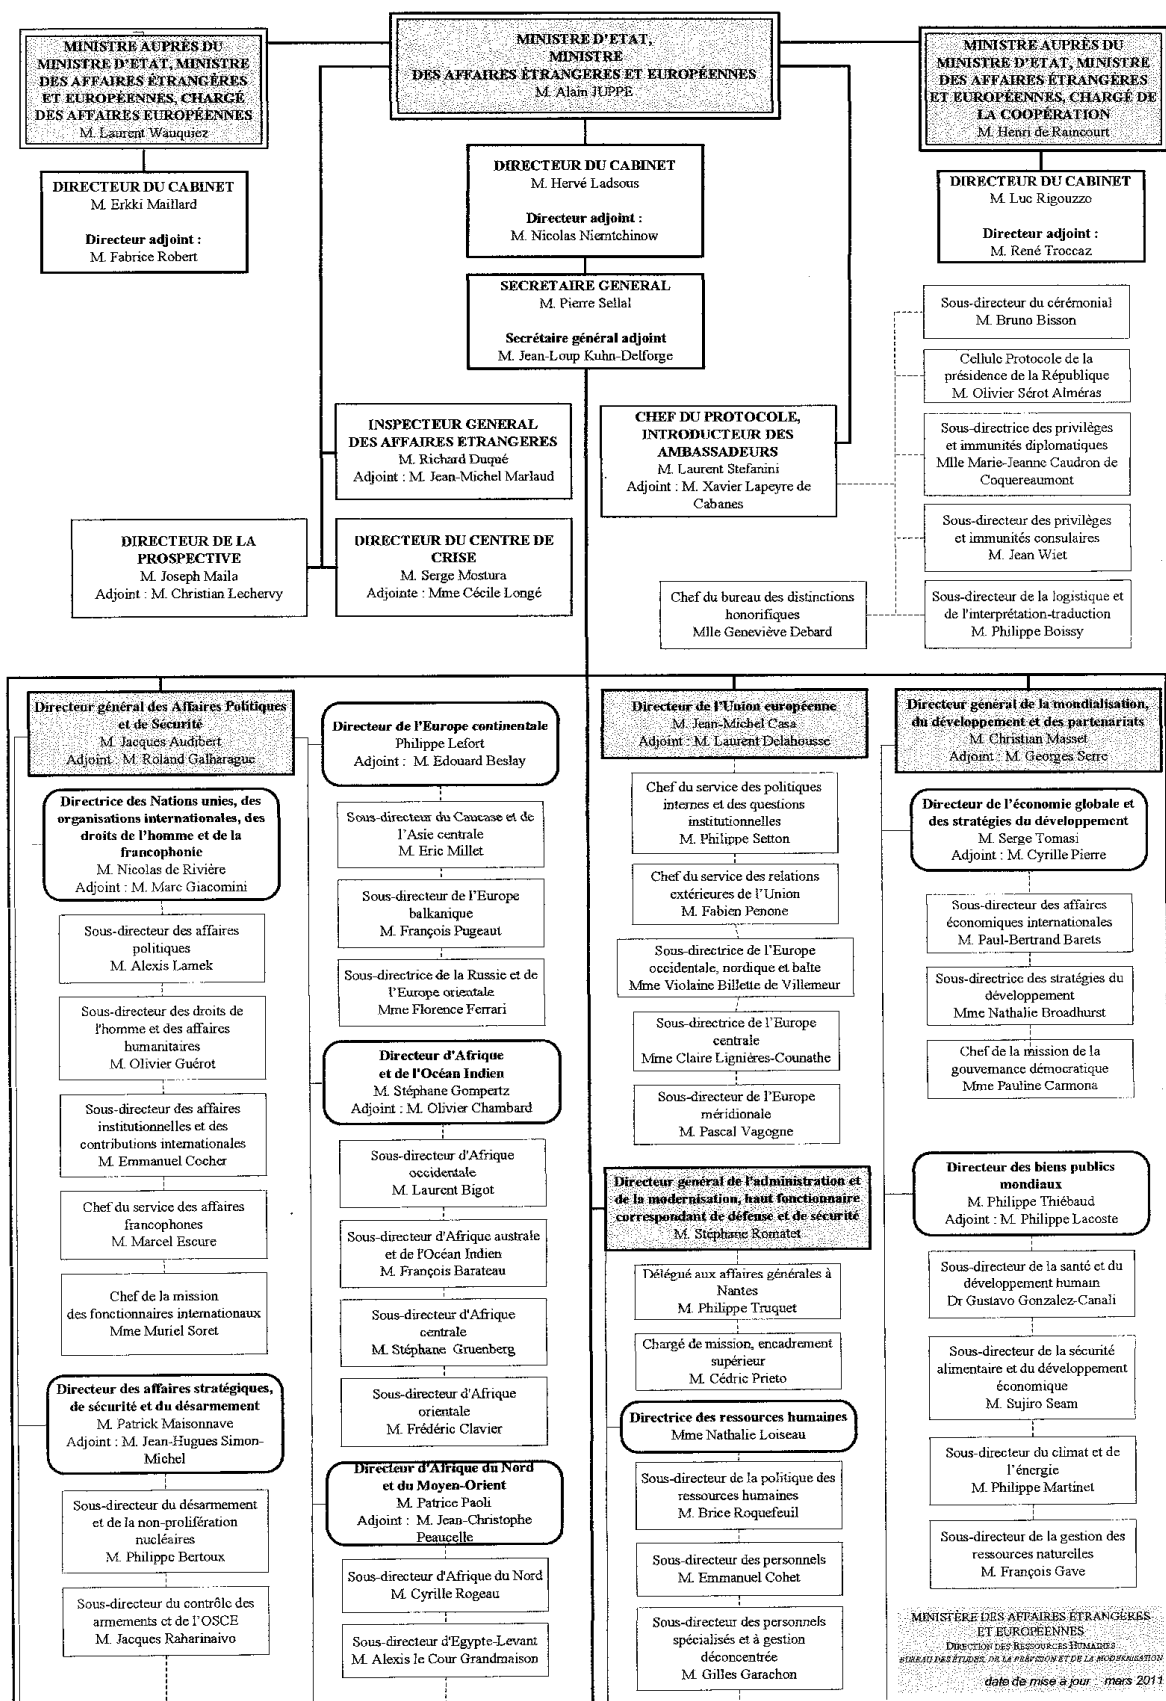 MINISTRE AUPRÈS DU
MINISTRE D'ETAT, MINISTRE
DES AFFAIRES ÉTRANGÈRES
ET EUROPÉENNES, CHARGÉ
DES AFFAIRES EUROPÉENNES
M. Laurent Wauquiez
MINISTRE D'ETAT,
MINISTRE
DES AFFAIRES ÉTRANGERES ET EUROPÉENNES
M. Alain JUPPE
MINISTRE AUPRÈS DU
MINISTRE D'ETAT, MINISTRE
DES AFFAIRES ÉTRANGERES
ET EUROPÉENNES, CHARGÉ DE
LA COOPÉRATION
M. Henri de Raincourt
DIRECTEUR DU CABINET
M. Erkki Maillard
Directeur adjoint :
M. Fabrice Robert
DIRECTEUR DU CABINET
M. Hervé Ladsous
Directeur adjoint :
M. Nicolas Niemtchinow
DIRECTEUR DU CABINET
M. Luc Rigouzzo
Directeur adjoint :
M. René Troccaz
SECRETAIRE GENERAL
M. Pierre Sellal
Secrétaire général adjoint
M. Jean-Loup Kuhn-Delforge
Sous-directeur du cérémonial
M. Bruno Bisson
Cellule Protocole de la
présidence de la République
M. Olivier Sérot Alméras
Sous-directrice des privilèges
et immunités diplomatiques
Mlle Marie-Jeanne Caudron de
Coquereaumont
Sous-directeur des privilèges
et immunités consulaires
M. Jean Wiet
Sous-directeur de la logistique et
de l'interprétation-traduction
M. Philippe Boissy
INSPECTEUR GENERAL
DES AFFAIRES ETRANGERES
M. Richard Duqué
Adjoint : M. Jean-Michel Marlaud
CHEF DU PROTOCOLE,
INTRODUCTEUR DES
AMBASSADEURS
M. Laurent Stefanini
Adjoint : M. Xavier Lapeyre de
Cabanes
DIRECTEUR DE LA
PROSPECTIVE
M. Joseph Maila
Adjoint : M. Christian Lechervy
DIRECTEUR DU CENTRE DE
CRISE
M. Serge Mostura
Adjointe : Mme Cécile Longé
Chef du bureau des distinctions
honorifiques
Mlle Geneviève Debard
Directeur général des Affaires Politiques
et de Sécurité
M. Jacques Audibert
Adjoint : M. Roland Galharague
Directrice des Nations unies, des
organisations internationales, des
droits de l'homme et de la
francophonie
M. Nicolas de Rivière
Adjoint : M. Marc Giacomini
Sous-directeur des affaires
politiques
M. Alexis Lamek
Sous-directeur des droits de
l'homme et des affaires
humanitaires
M. Olivier Guérot
Sous-directeur des affaires
institutionnelles et des
contributions internationales
M. Emmanuel Cocher
Chef du service des affaires
francophones
M. Marcel Escure
Chef de la mission
des fonctionnaires internationaux
Mme Muriel Soret
Directeur des affaires stratégiques,
de sécurité et du désarmement
M. Patrick Maisonnave
Adjoint : M. Jean-Hugues Simon-
Michel
Sous-directeur du désarmement
et de la non-prolifération
nucléaires
M. Philippe Bertoux
Sous-directeur du contrôle des
armements et de l'OSCE
M. Jacques Raharinaivo
Directeur de l'Europe continentale
Philippe Lefort
Adjoint : M. Edouard Beslay
Sous-directeur du Caucase et de
l'Asie centrale
M. Eric Millet
Sous-directeur de l'Europe
balkanique
M. François Pugeaut
Sous-directrice de la Russie et de
l'Europe orientale
Mme Florence Ferrari
Directeur d'Afrique
et de l'Océan Indien
M. Stéphane Gompertz
Adjoint : M. Olivier Chambard
Sous-directeur d'Afrique
occidentale
M. Laurent Bigot
Sous-directeur d'Afrique australe
et de l'Océan Indien
M. François Barateau
Sous-directeur d'Afrique
centrale
M. Stéphane Gruenberg
Sous-directeur d'Afrique
orientale
M. Frédéric Clavier
Directeur d'Afrique du Nord
et du Moyen-Orient
M. Patrice Paoli
Adjoint : M. Jean-Christophe
Peaucelle
Sous-directeur d'Afrique du Nord
M. Cyrille Rogeau
Sous-directeur d'Egypte-Levant
M. Alexis le Cour Grandmaison
Directeur de l'Union européenne
M. Jean-Michel Casa
Adjoint : M. Laurent Delahousse
Chef du service des politiques
internes et des questions
institutionnelles
M. Philippe Setton
Chef du service des relations
extérieures de l'Union
M. Fabien Penone
Sous-directrice de l'Europe
occidentale, nordique et balte
Mme Violaine Billette de Villemeur
Sous-directrice de l'Europe
centrale
Mme Claire Lignières-Counathe
Sous-directeur de l'Europe
méridionale
M. Pascal Vagogne
Directeur général de l'administration et
de la modernisation, haut fonctionnaire
correspondant de défense et de sécurité
M. Stéphane Romatet
Délégué aux affaires générales à
Nantes
M. Philippe Truquet
Chargé de mission, encadrement
supérieur
M. Cédric Prieto
Directrice des ressources humaines
Mme Nathalie Loiseau
Sous-directeur de la politique des
ressources humaines
M. Brice Roquefeuil
Sous-directeur des personnels
M. Emmanuel Cohet
Sous-directeur des personnels
spécialisés et à gestion
déconcentrée
M. Gilles Garachon
Directeur général de la mondialisation,
du développement et des partenariats
M. Christian Masset
Adjoint : M. Georges Serre
Directeur de l'économie globale et
des stratégies du développement
M. Serge Tomasi
Adjoint : M. Cyrille Pierre
Sous-directeur des affaires
économiques internationales
M. Paul-Bertrand Barets
Sous-directrice des stratégies du
développement
Mme Nathalie Broadhurst
Chef de la mission de la
gouvenance démocratique
Mme Pauline Carmona
Directeur des biens publics
mondiaux
M. Philippe Thiébaud
Adjoint : M. Philippe Lacoste
Sous-directeur de la santé et du
développement humain
Dr Gustavo Gonzalez-Canali
Sous-directeur de la sécurité
alimentaire et du développement
économique
M. Sujiro Seam
Sous-directeur du climat et de
l'énergie
M. Philippe Martinet
Sous-directeur de la gestion des
ressources naturelles
M. François Gave
MINISTÈRE DES AFFAIRES ÉTRANGÈRES
ET EUROPÉENNES
DIRECTION DES RESSOURCES HUMAINES
BUREAU DES ÉTUDES, DE LA PRÉVISION ET DE LA MODERNISATION
date de mise à jour : mars 2011